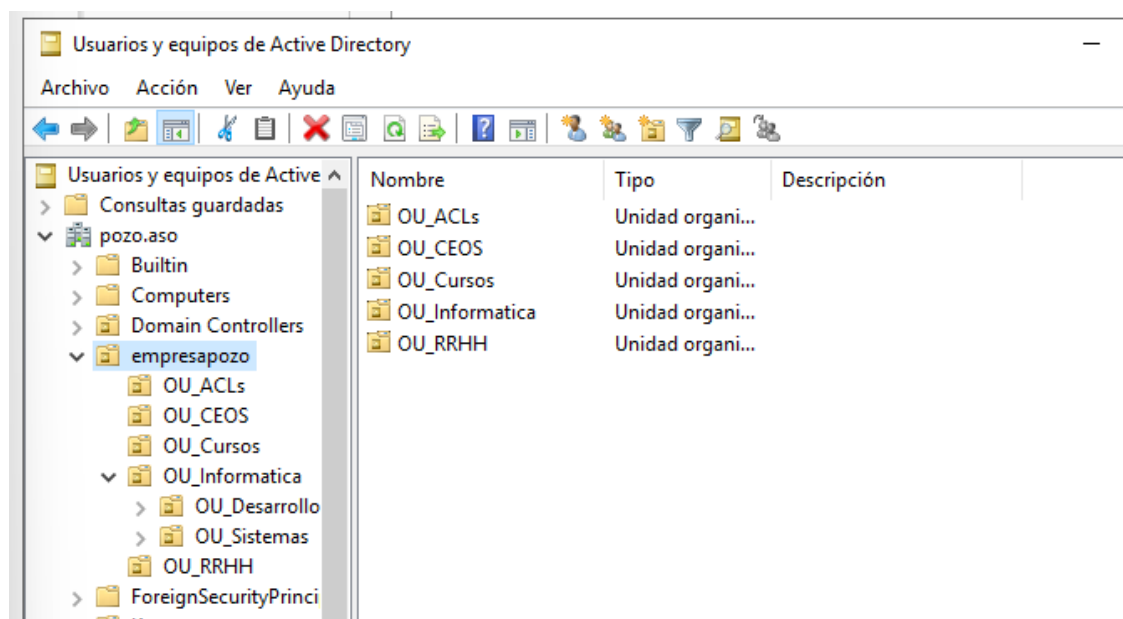 Usuarios y equipos de Active Directory
Archivo Acción Ver Ayuda
Usuarios y equipos de Active
Consultas guardadas
pozo.aso
Builtin
Computers
Domain Controllers
empresapozo
OU_ACLs
OU_CEOS
OU_Cursos
OU_Informatica
OU_Desarrollo
OU_Sistemas
OU_RRHH
ForeignSecurityPrinci
Nombre Tipo Descripción
OU_ACLs Unidad organi...
OU_CEOS Unidad organi...
OU_Cursos Unidad organi...
OU_Informatica Unidad organi...
OU_RRHH Unidad organi...